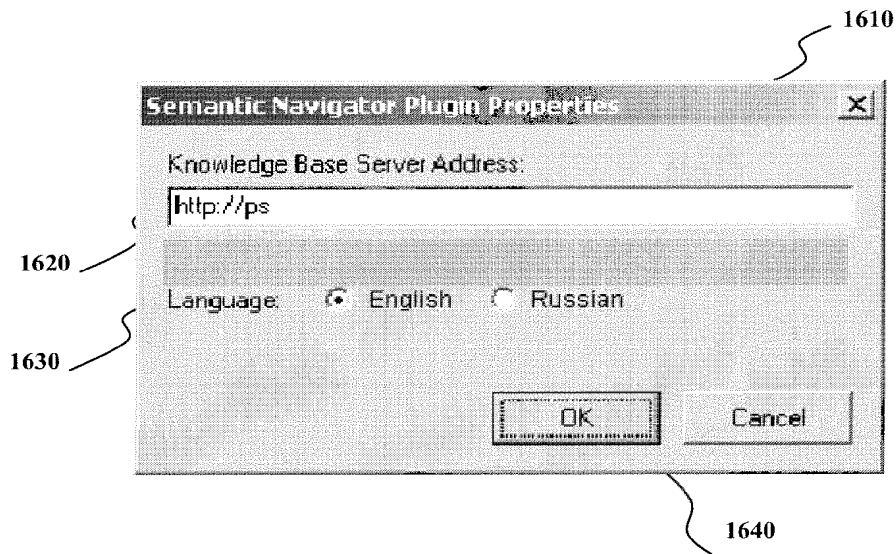 1610
Semantic Navigator Plugin Properties
Knowledge Base Server Address:
http://ps
1620
Language: English Russian
1630
OK Cancel
1640